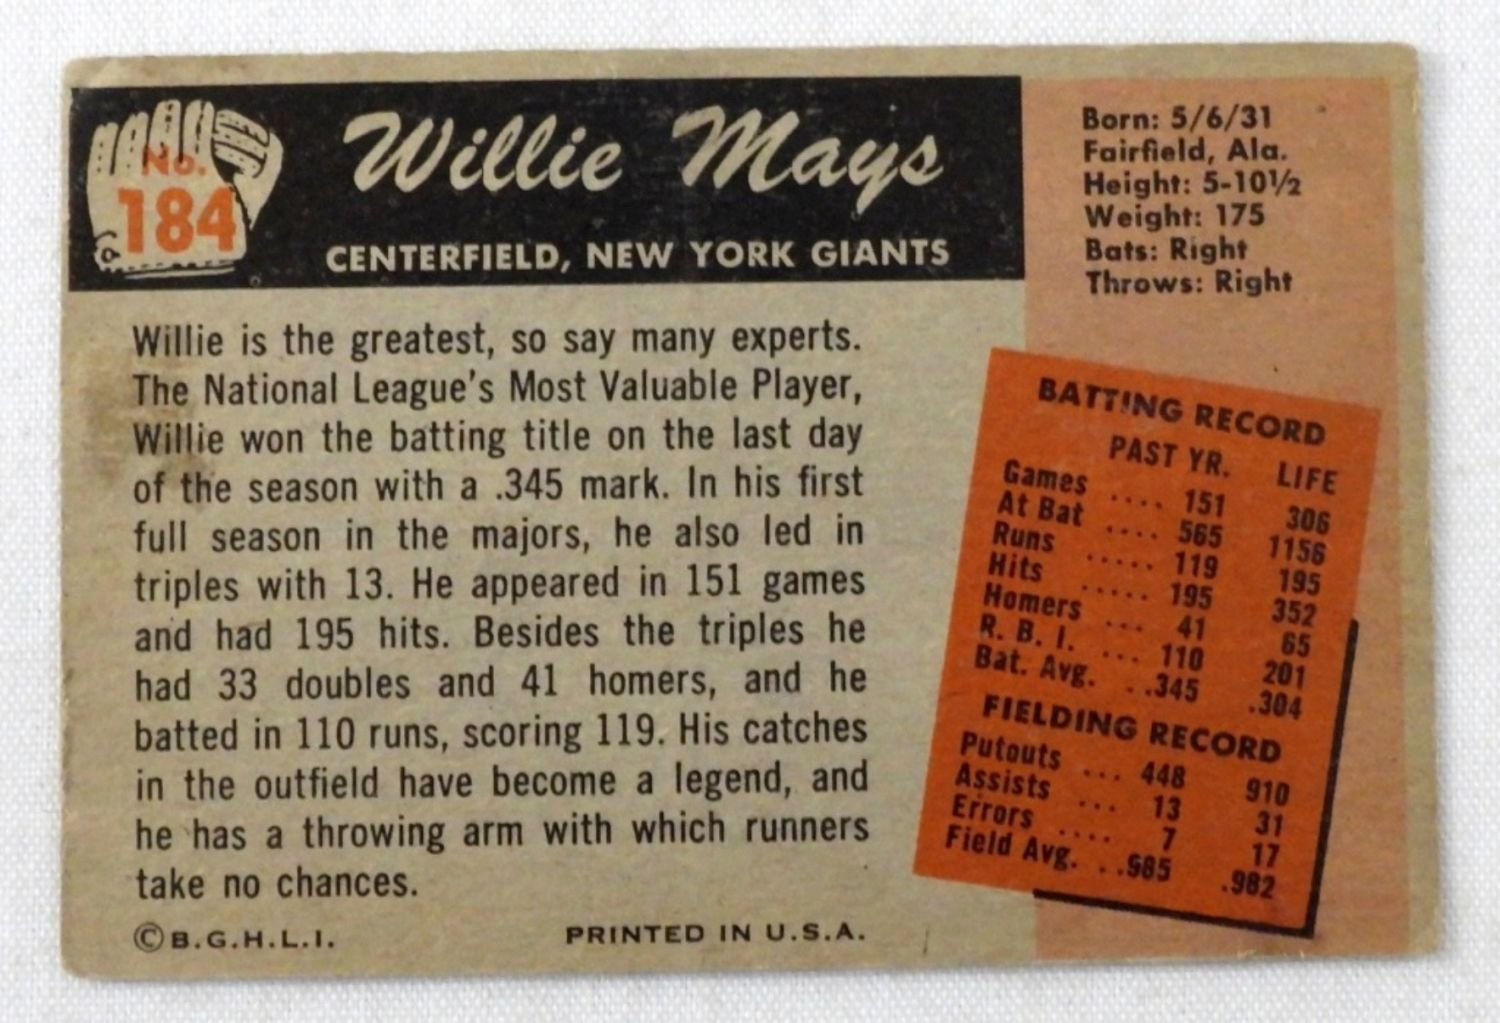 No.
184
Willie Mays
CENTERFIELD, NEW YORK GIANTS
Born: 5/6/31
Fairfield, Ala.
Height: 5-10½
Weight: 175
Bats: Right
Throws: Right
Willie is the greatest, so say many experts.
The National League's Most Valuable Player,
Willie won the batting title on the last day
of the season with a .345 mark. In his first
full season in the majors, he also led in
triples with 13. He appeared in 151 games
and had 195 hits. Besides the triples he
had 33 doubles and 41 homers, and he
batted in 110 runs, scoring 119. His catches
in the outfield have become a legend, and
he has a throwing arm with which runners
take no chances.
BATTING RECORD
PAST YR. LIFE
Games .... 151 306
At Bat .... 565 1156
Runs ..... 119 195
Hits ..... 195 352
Homers ... 41 65
R. B. I. ... 110 201
Bat. Avg. . .345 .304
FIELDING RECORD
Putouts ... 448 910
Assists ... 13 31
Errors .... 7 17
Field Avg. . .985 .982
©B.G.H.L.I.
PRINTED IN U.S.A.